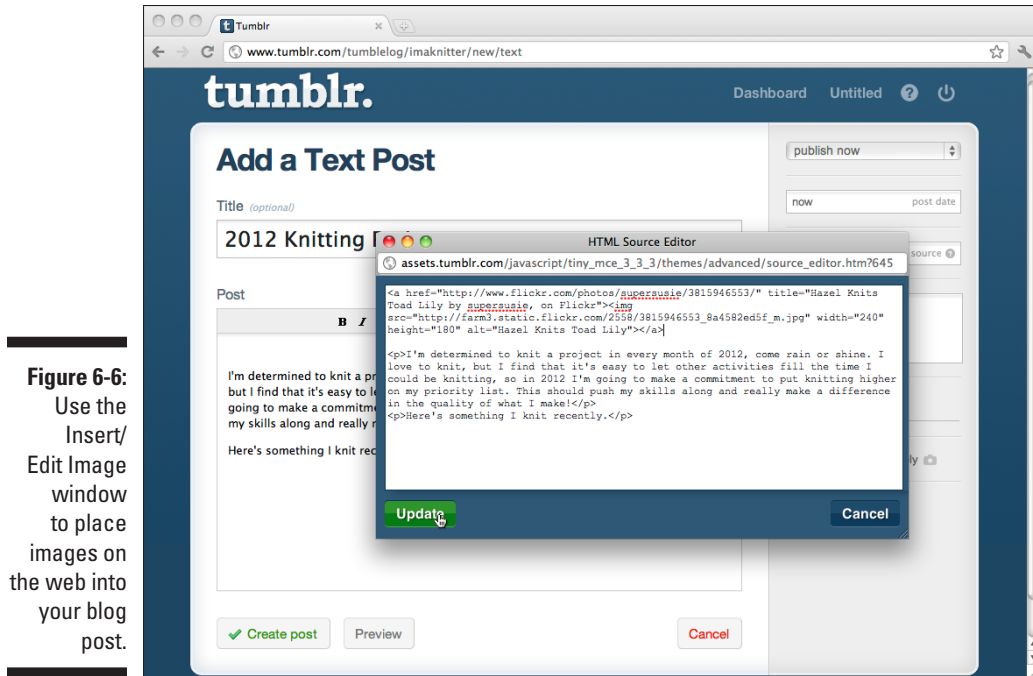 Tumblr
www.tumblr.com/tumblelog/imaknitter/new/text
tumblr.
Dashboard Untitled ?
Add a Text Post
publish now
Title (optional)
now post date
2012 Knitting
source ?
HTML Source Editor
assets.tumblr.com/javascript/tiny_mce_3_3_3/themes/advanced/source_editor.htm?645
<a href="http://www.flickr.com/photos/supersusie/3815946553/" title="Hazel Knits
Toad Lily by supersusie, on Flickr"><img
src="http://farm3.static.flickr.com/2558/3815946553_8a4582ed5f_m.jpg" width="240"
height="180" alt="Hazel Knits Toad Lily"></a>
<p>I'm determined to knit a project in every month of 2012, come rain or shine. I
love to knit, but I find that it's easy to let other activities fill the time I
could be knitting, so in 2012 I'm going to make a commitment to put knitting higher
on my priority list. This should push my skills along and really make a difference
in the quality of what I make!</p>
<p>Here's something I knit recently.</p>
Update Cancel
Post
B I
I'm determined to knit a pr
but I find that it's easy to le
going to make a commitme
my skills along and really
Here's something I knit rec
ly
Create post Preview Cancel
Figure 6-6:
Use the
Insert/
Edit Image
window
to place
images on
the web into
your blog
post.